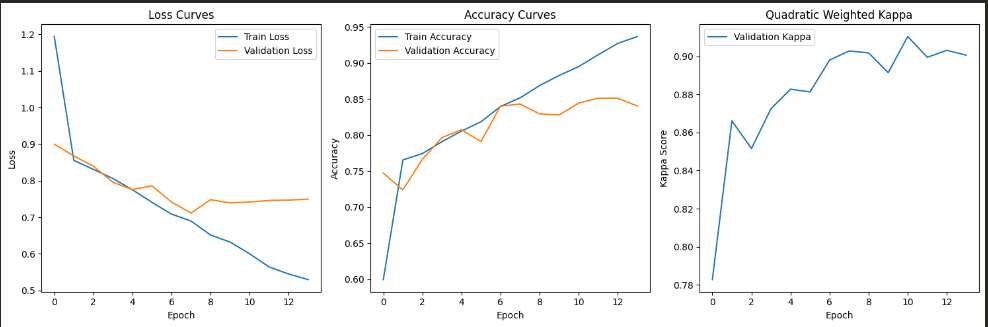 Loss Curves
Train Loss
Validation Loss
1.2
1.1
1.0
0.9
0.8
0.7
0.6
0.5
Loss
0 2 4 6 8 10 12
Epoch
Accuracy Curves
Train Accuracy
Validation Accuracy
0.95
0.90
0.85
0.80
0.75
0.70
0.65
0.60
Accuracy
0 2 4 6 8 10 12
Epoch
Quadratic Weighted Kappa
Validation Kappa
0.90
0.88
0.86
0.84
0.82
0.80
0.78
Kappa Score
0 2 4 6 8 10 12
Epoch